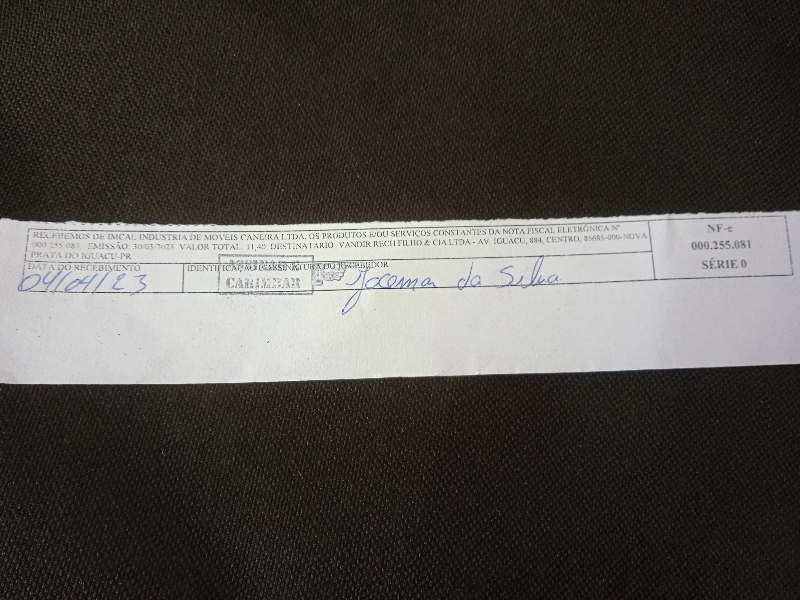 RECEBEMOS DE IMCAL INDUSTRIA DE MOVEIS CANEIRA LTDA. OS PRODUTOS E/OU SERVIÇOS CONSTANTES DA NOTA FISCAL ELETRÔNICA Nº
000.255.081. EMISSÃO: 30/03/2023 VALOR TOTAL: 11,40 DESTINATÁRIO: VANDIR RECH FILHO & CIA LTDA - AV. IGUACU, 884, CENTRO, 85685-000-NOVA
PRATA DO IGUACU-PR
NF-e
000.255.081
SÉRIE 0
DATA DO RECEBIMENTO
04/04/23
IDENTIFICAÇÃO E ASSINATURA DO RECEBEDOR
ASSINAR E
CARIMBAR
Jocemar da Silva